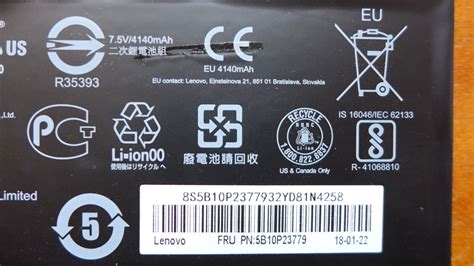 US
7.5V/4140mAh
二次鋰電池組
R35393
CE
EU 4140mAh
EU contact: Lenovo, Einsteinova 21, 851 01 Bratislava, Slovakia
EU
IS 16046/IEC 62133
R- 41068810
Li-ion00
使用後はリサイクルへ
廢電池請回收
RECYCLE
RBRC
Li-ion
1.800.822.8837
US & Canada Only
Limited
5
8S5B10P2377932YD81N4258
Lenovo
FRU PN:5B10P23779
18-01-22